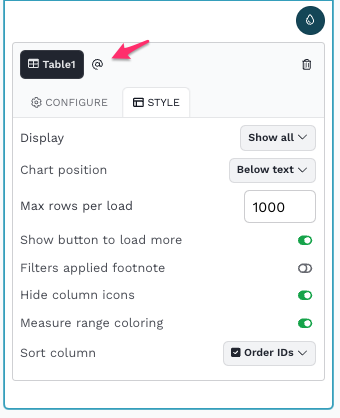 Table1 @
CONFIGURE STYLE
Display Show all
Chart position Below text
Max rows per load 1000
Show button to load more
Filters applied footnote
Hide column icons
Measure range coloring
Sort column Order IDs